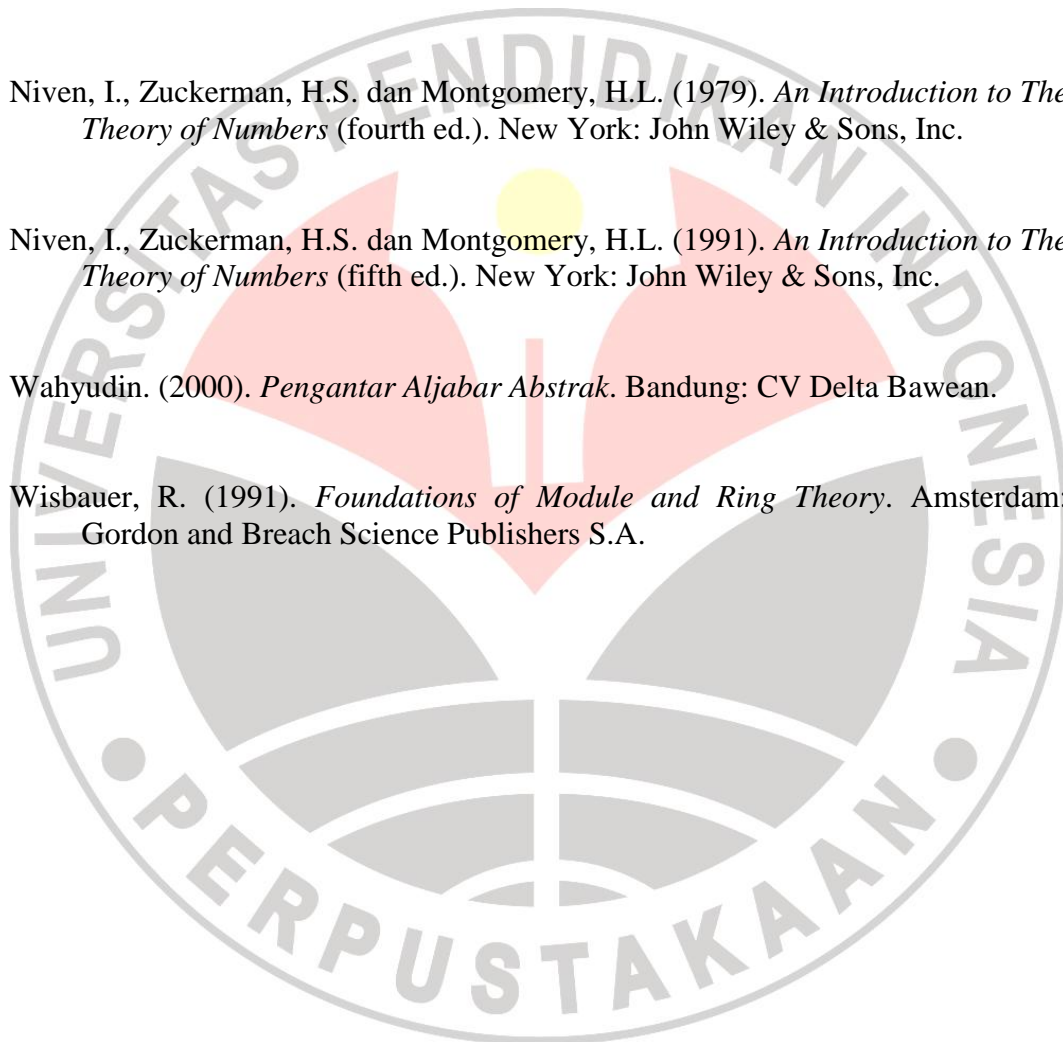 Niven, I., Zuckerman, H.S. dan Montgomery, H.L. (1979). An Introduction to The
Theory of Numbers (fourth ed.). New York: John Wiley & Sons, Inc.
Niven, I., Zuckerman, H.S. dan Montgomery, H.L. (1991). An Introduction to The
Theory of Numbers (fifth ed.). New York: John Wiley & Sons, Inc.
Wahyudin. (2000). Pengantar Aljabar Abstrak. Bandung: CV Delta Bawean.
Wisbauer, R. (1991). Foundations of Module and Ring Theory. Amsterdam:
Gordon and Breach Science Publishers S.A.
UNIVERSITAS PENDIDIKAN INDONESIA
PERPUSTAKAAN